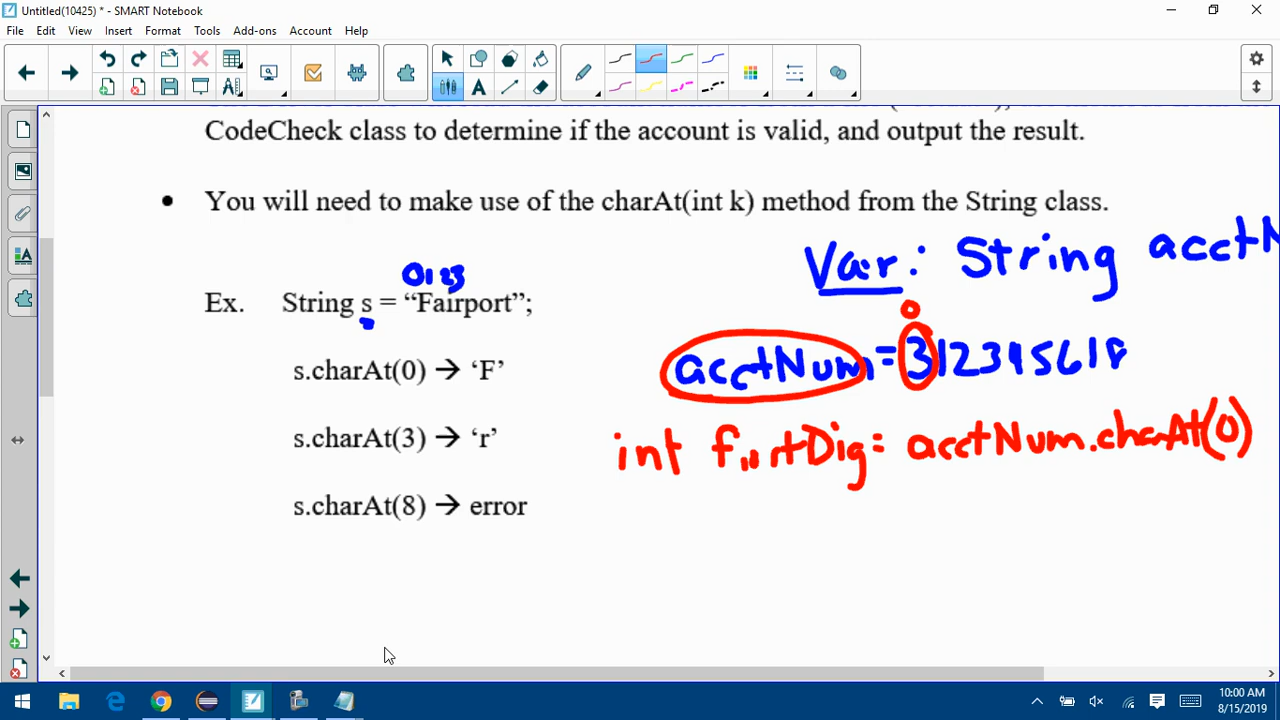 Untitled(10425) * - SMART Notebook
File Edit View Insert Format Tools Add-ons Account Help
CodeCheck class to determine if the account is valid, and output the result.
• You will need to make use of the charAt(int k) method from the String class.
Var: String acctN
0123
Ex. String s = “Fairport”;
0
s.charAt(0) → ‘F’
acctNum = 3
s.charAt(3) → ‘r’
int firstDig = acctNum.charAt(0)
s.charAt(8) → error
10:00 AM
8/15/2019